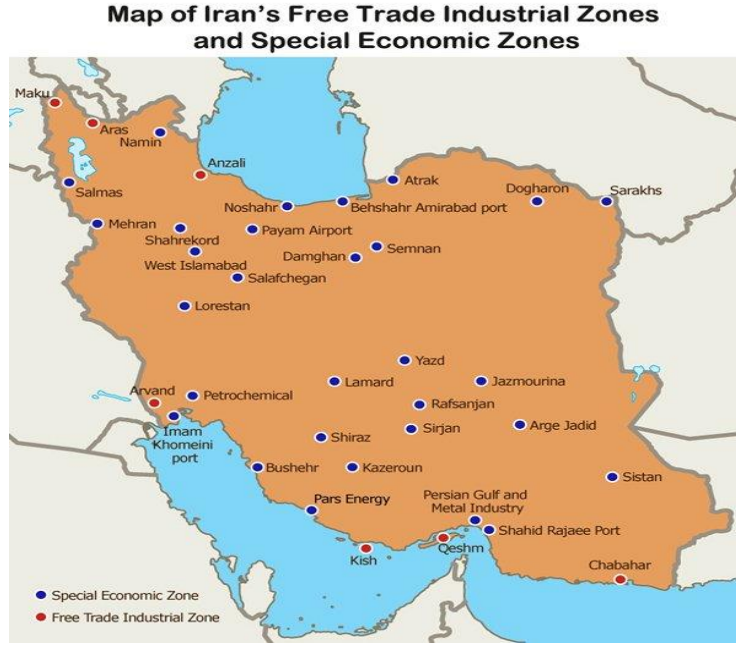 Map of Iran's Free Trade Industrial Zones
and Special Economic Zones
Maku
Aras
Namin
Anzali
Salmas
Atrak
Dogharon
Sarakhs
Noshahr
Behshahr Amirabad port
Mehran
Shahrekord
Payam Airport
West Islamabad
Damghan
Semnan
Salafchegan
Lorestan
Yazd
Lamard
Jazmourina
Arvand
Petrochemical
Rafsanjan
Imam
Khomeini
port
Shiraz
Sirjan
Arge Jadid
Bushehr
Kazeroun
Sistan
Pars Energy
Persian Gulf and
Metal Industry
Shahid Rajaee Port
Kish
Qeshm
Chabahar
Special Economic Zone
Free Trade Industrial Zone